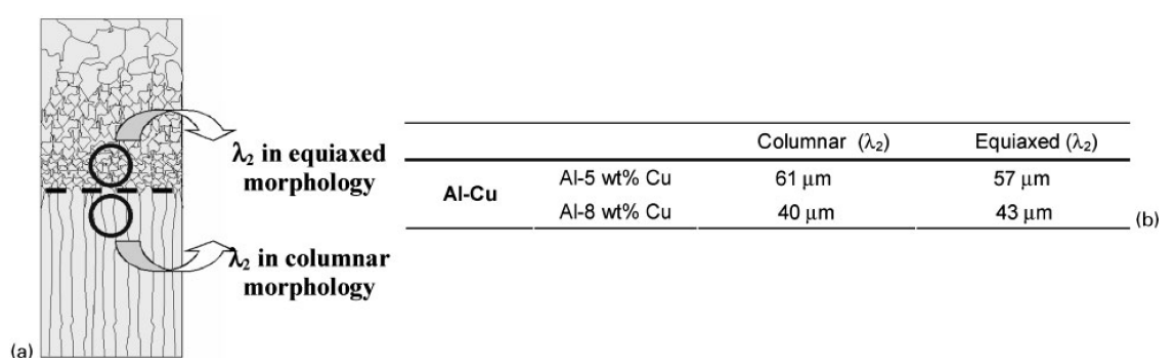 λ₂ in equiaxed
morphology
λ₂ in columnar
morphology
(a)
Columnar (λ₂) Equiaxed (λ₂)
Al-Cu
Al-5 wt% Cu 61 μm 57 μm
Al-8 wt% Cu 40 μm 43 μm
(b)